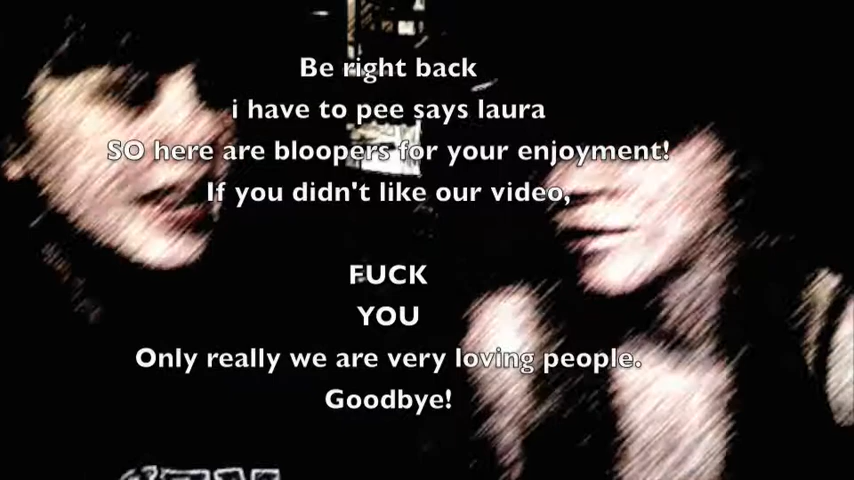 Be right back
i have to pee says laura
SO here are bloopers for your enjoyment!
If you didn't like our video,
FUCK
YOU
Only really we are very loving people.
Goodbye!